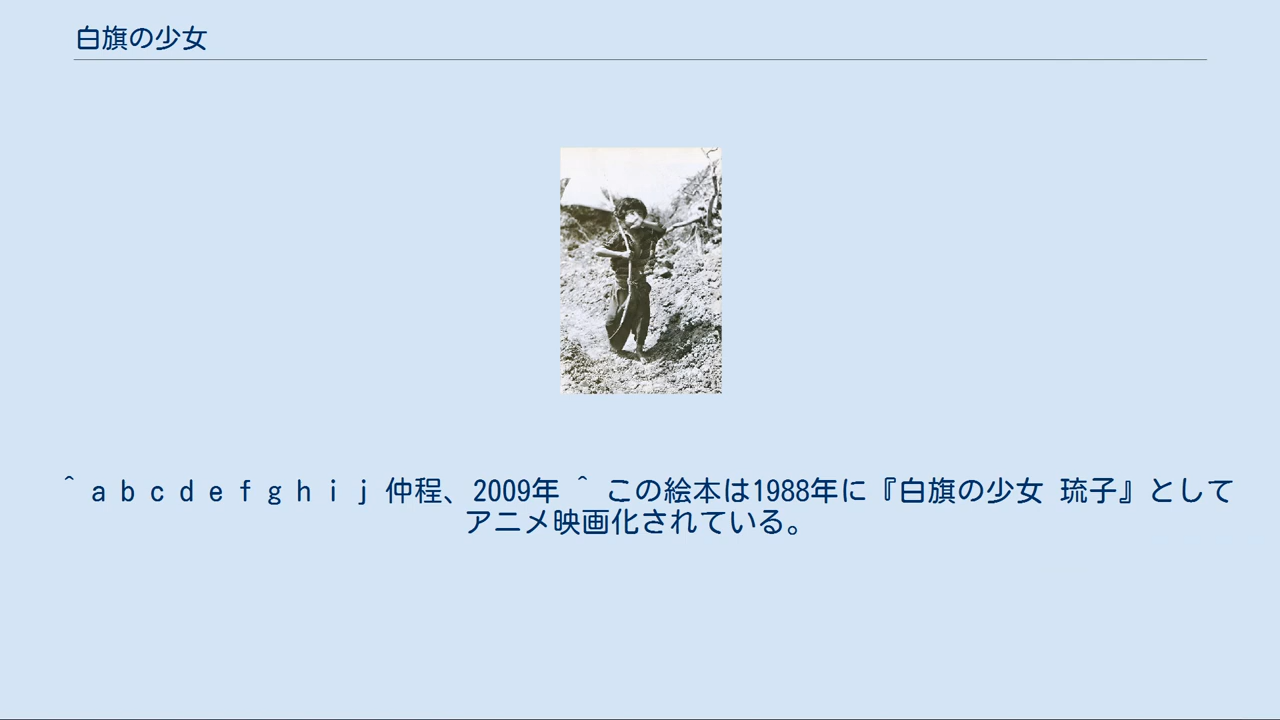 白旗の少女
^ a b c d e f g h i j 仲程、2009年 ^ この絵本は1988年に『白旗の少女 琉子』として
アニメ映画化されている。